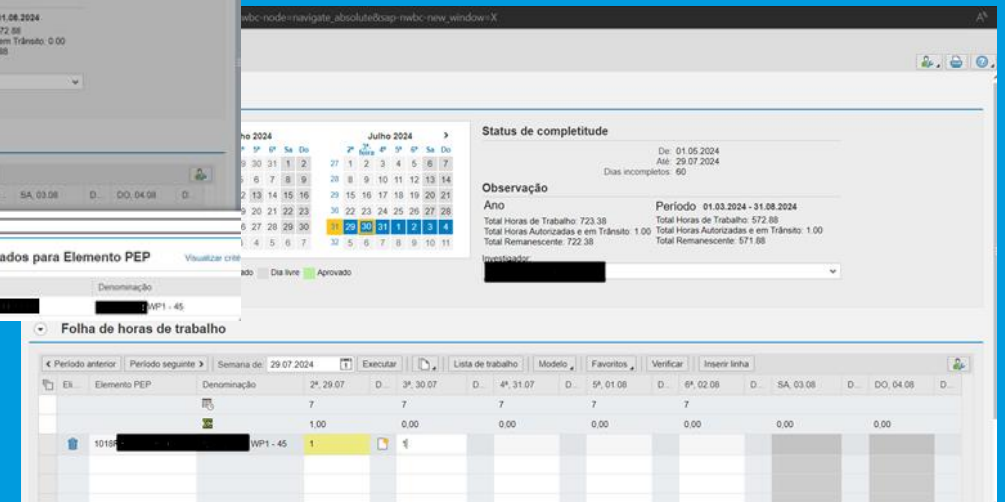 wbc-node=navigate_absolute&sap-nwbc-new_window=X
1.08.2024
72.88
em Trânsito: 0.00
88
SA, 03.08 D... DO, 04.08 D.
ados para Elemento PEP Visualizar crité
Denominação
WP1 - 45
ho 2024
5ª 6ª Sa Do
9 30 31 1 2
6 7 8 9
2 13 14 15 16
9 20 21 22 23
6 27 28 29 30
4 5 6 7
Julho 2024 >
2ª 3ª feira 4ª 5ª 6ª Sa Do
27 1 2 3 4 5 6 7
28 8 9 10 11 12 13 14
29 15 16 17 18 19 20 21
30 22 23 24 25 26 27 28
31 29 30 31 1 2 3 4
32 5 6 7 8 9 10 11
ado Dia livre Aprovado
Status de completitude
De: 01.05.2024
Até: 29.07.2024
Dias incompletos: 60
Observação
Ano
Total Horas de Trabalho: 723.38
Total Horas Autorizadas e em Trânsito: 1.00
Total Remanescente: 722.38
Período 01.03.2024 - 31.08.2024
Total Horas de Trabalho: 572.88
Total Horas Autorizadas e em Trânsito: 1.00
Total Remanescente: 571.88
Investigador:
Folha de horas de trabalho
< Período anterior Período seguinte > Semana de: 29.07.2024 Executar Lista de trabalho Modelo Favoritos Verificar Inserir linha
Eli... Elemento PEP Denominação 2ª, 29.07 D... 3ª, 30.07 D... 4ª, 31.07 D... 5ª, 01.08 D... 6ª, 02.08 D... SA, 03.08 D... DO, 04.08 D...
7 7 7 7 7
1,00 0,00 0,00 0,00 0,00 0,00 0,00
1018F WP1 - 45 1 1